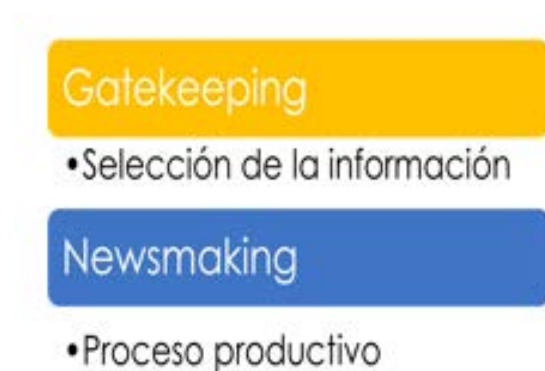 Gatekeeping
•Selección de la información
Newsmaking
•Proceso productivo